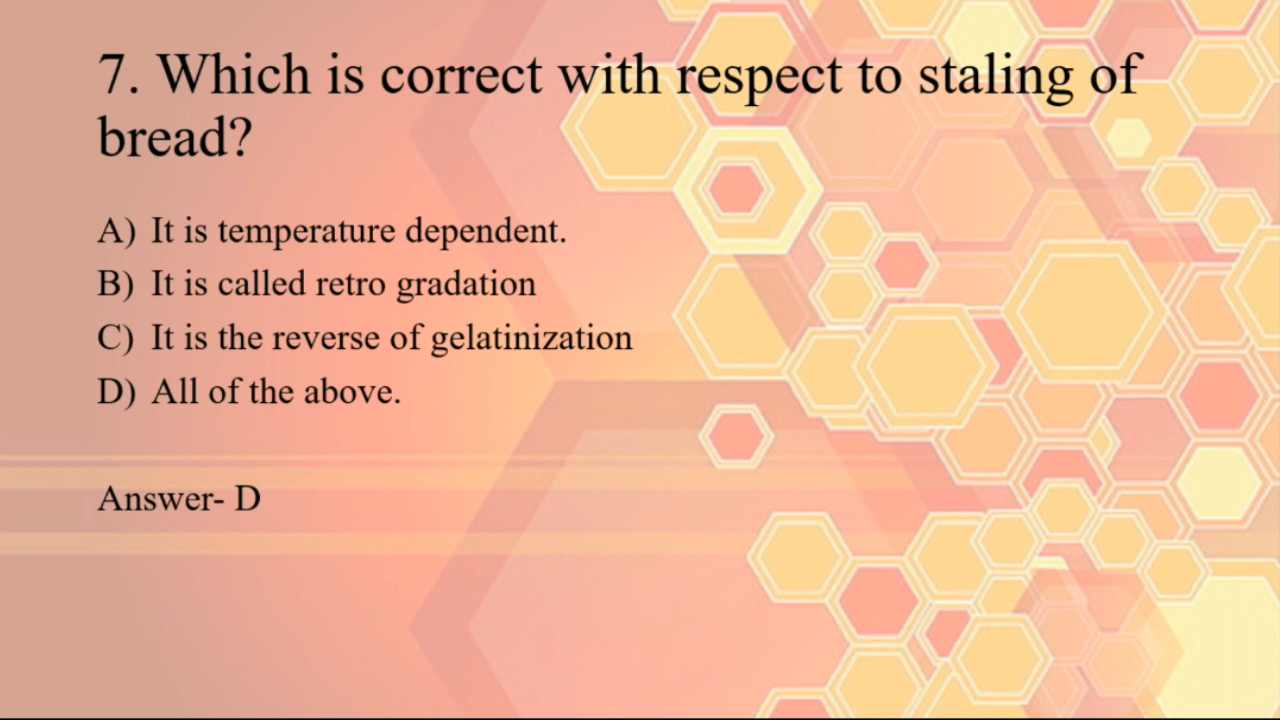 7. Which is correct with respect to staling of
bread?
A) It is temperature dependent.
B) It is called retro gradation
C) It is the reverse of gelatinization
D) All of the above.
Answer- D